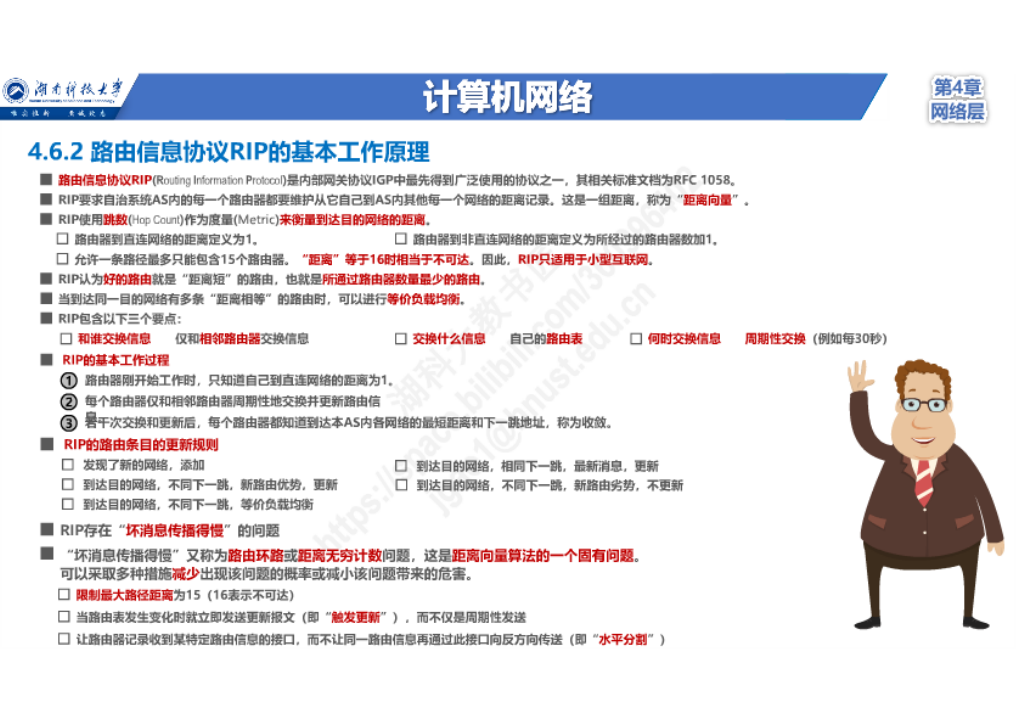 湖南科技大学
计算机网络
第4章
网络层
4.6.2 路由信息协议RIP的基本工作原理
路由信息协议RIP(Routing Information Protocol)是内部网关协议IGP中最先得到广泛使用的协议之一，其相关标准文档为RFC 1058。
RIP要求自治系统AS内的每一个路由器都要维护从它自己到AS内其他每一个网络的距离记录。这是一组距离，称为“距离向量”。
RIP使用跳数(Hop Count)作为度量(Metric)来衡量到达目的网络的距离。
路由器到直连网络的距离定义为1。
路由器到非直连网络的距离定义为所经过的路由器数加1。
允许一条路径最多只能包含15个路由器。“距离”等于16时相当于不可达。因此，RIP只适用于小型互联网。
RIP认为好的路由就是“距离短”的路由，也就是所通过路由器数量最少的路由。
当到达同一目的网络有多条“距离相等”的路由时，可以进行等价负载均衡。
RIP包含以下三个要点：
和谁交换信息 仅和相邻路由器交换信息
交换什么信息 自己的路由表
何时交换信息 周期性交换（例如每30秒）
RIP的基本工作过程
① 路由器刚开始工作时，只知道自己到直连网络的距离为1。
② 每个路由器仅和相邻路由器周期性地交换并更新路由信
息
③ 若干次交换和更新后，每个路由器都知道到达本AS内各网络的最短距离和下一跳地址，称为收敛。
RIP的路由条目的更新规则
发现了新的网络，添加
到达目的网络，相同下一跳，最新消息，更新
到达目的网络，不同下一跳，新路由优势，更新
到达目的网络，不同下一跳，新路由劣势，不更新
到达目的网络，不同下一跳，等价负载均衡
RIP存在“坏消息传播得慢”的问题
“坏消息传播得慢”又称为路由环路或距离无穷计数问题，这是距离向量算法的一个固有问题。
可以采取多种措施减少出现该问题的概率或减小该问题带来的危害。
限制最大路径距离为15（16表示不可达）
当路由表发生变化时就立即发送更新报文（即“触发更新”），而不仅是周期性发送
让路由器记录收到某特定路由信息的接口，而不让同一路由信息再通过此接口向反方向传送（即“水平分割”）